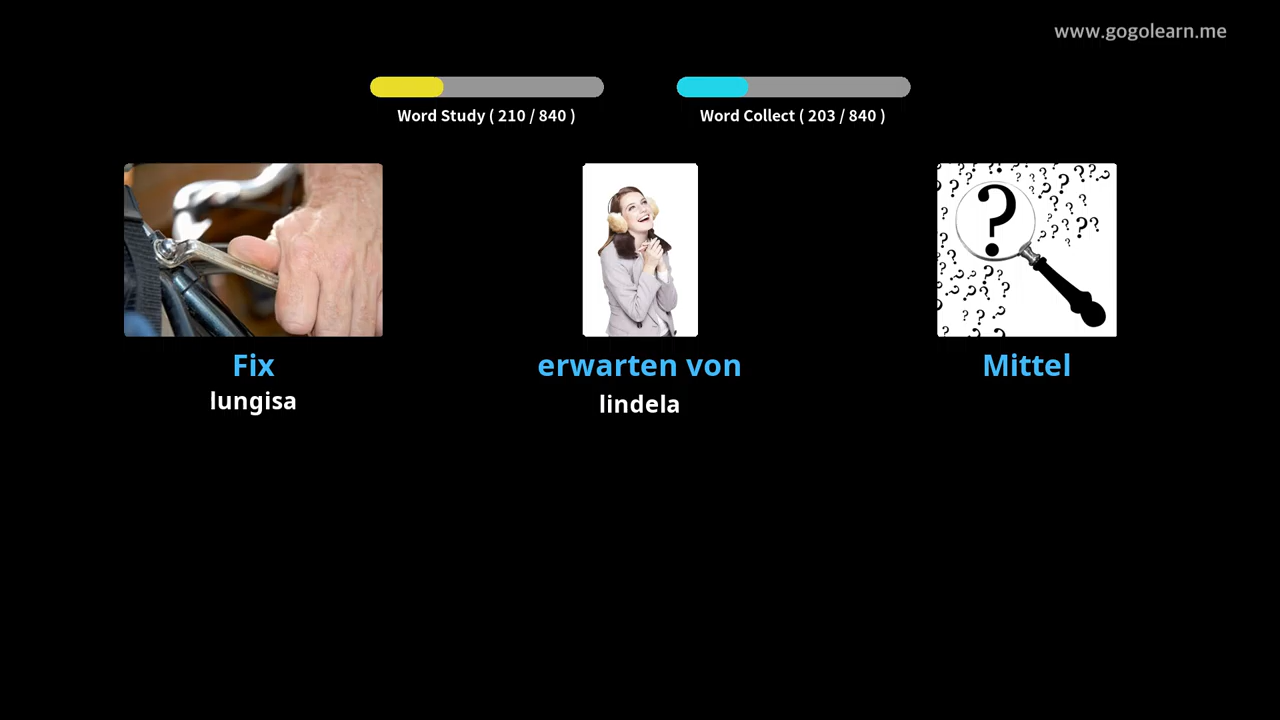 www.gogolearn.me
Word Study ( 210 / 840 )
Word Collect ( 203 / 840 )
Fix
lungisa
erwarten von
lindela
Mittel